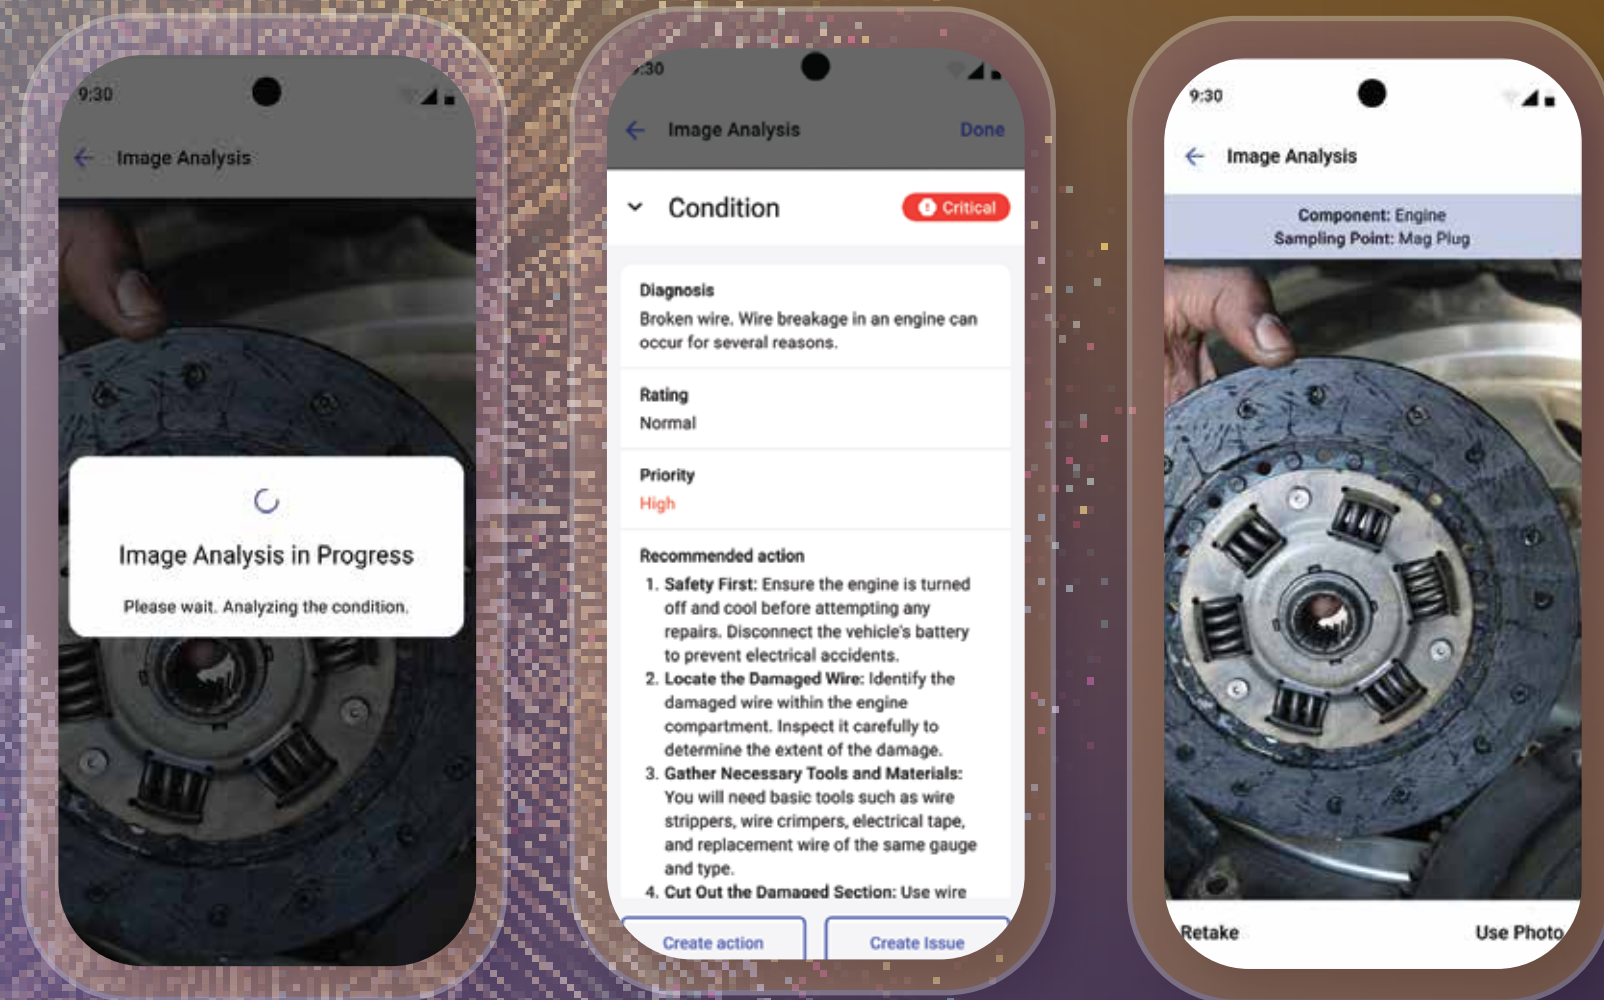 9:30
Image Analysis
Image Analysis in Progress
Please wait. Analyzing the condition.
:30
Image Analysis
Done
Condition
Critical
Diagnosis
Broken wire. Wire breakage in an engine can
occur for several reasons.
Rating
Normal
Priority
High
Recommended action
1. Safety First: Ensure the engine is turned
off and cool before attempting any
repairs. Disconnect the vehicle's battery
to prevent electrical accidents.
2. Locate the Damaged Wire: Identify the
damaged wire within the engine
compartment. Inspect it carefully to
determine the extent of the damage.
3. Gather Necessary Tools and Materials:
You will need basic tools such as wire
strippers, wire crimpers, electrical tape,
and replacement wire of the same gauge
and type.
4. Cut Out the Damaged Section: Use wire
Create action
Create Issue
9:30
Image Analysis
Component: Engine
Sampling Point: Mag Plug
Retake
Use Photo